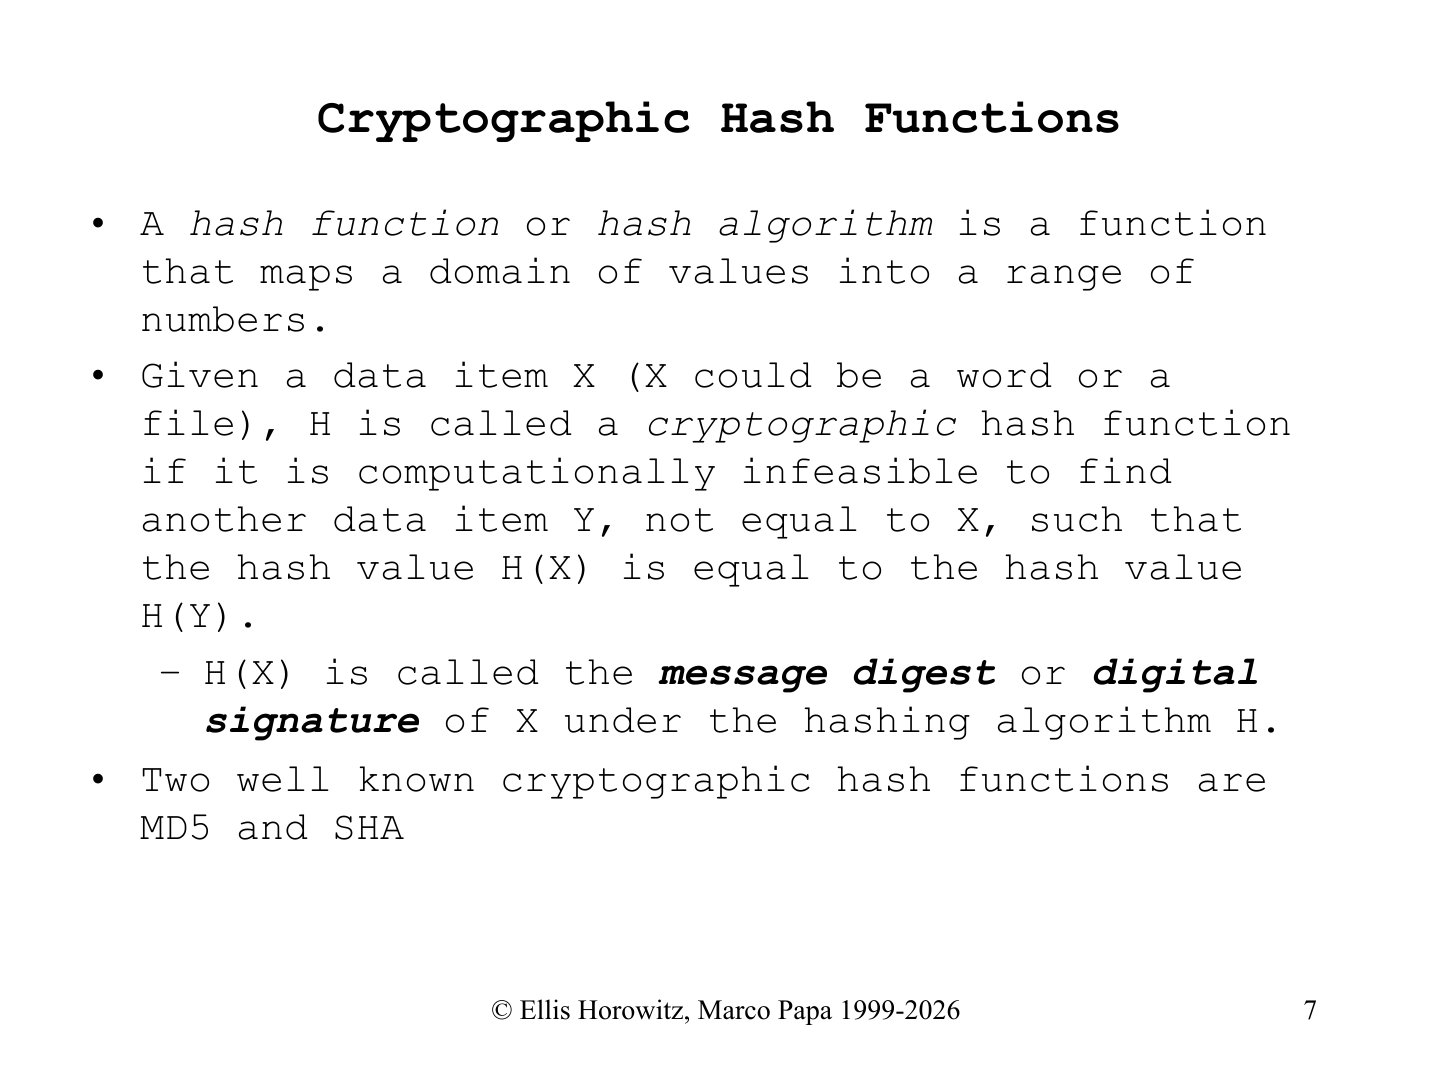 Cryptographic Hash Functions
• A hash function or hash algorithm is a function
that maps a domain of values into a range of
numbers.
• Given a data item X (X could be a word or a
file), H is called a cryptographic hash function
if it is computationally infeasible to find
another data item Y, not equal to X, such that
the hash value H(X) is equal to the hash value
H(Y).
– H(X) is called the message digest or digital
signature of X under the hashing algorithm H.
• Two well known cryptographic hash functions are
MD5 and SHA
© Ellis Horowitz, Marco Papa 1999-2026
7